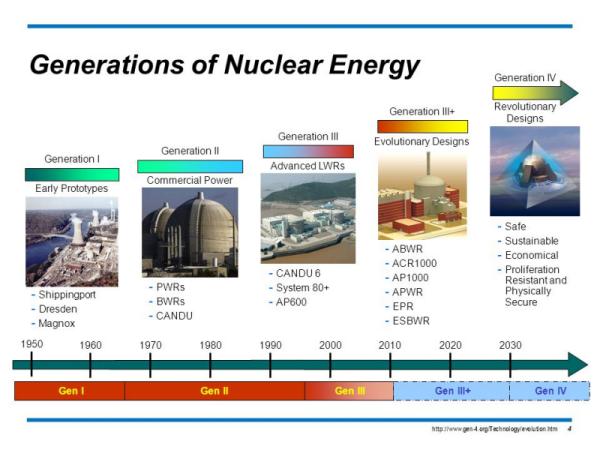 Generations of Nuclear Energy
Generation I
Early Prototypes
- Shippingport
- Dresden
- Magnox
Generation II
Commercial Power
- PWRs
- BWRs
- CANDU
Generation III
Advanced LWRs
- CANDU 6
- System 80+
- AP600
Generation III+
Evolutionary Designs
- ABWR
- ACR1000
- AP1000
- APWR
- EPR
- ESBWR
Generation IV
Revolutionary
Designs
- Safe
- Sustainable
- Economical
- Proliferation
Resistant and
Physically
Secure
1950 1960 1970 1980 1990 2000 2010 2020 2030
Gen I Gen II Gen III Gen III+ Gen IV
http://www.gen-4.org/Technology/evolution.htm 4